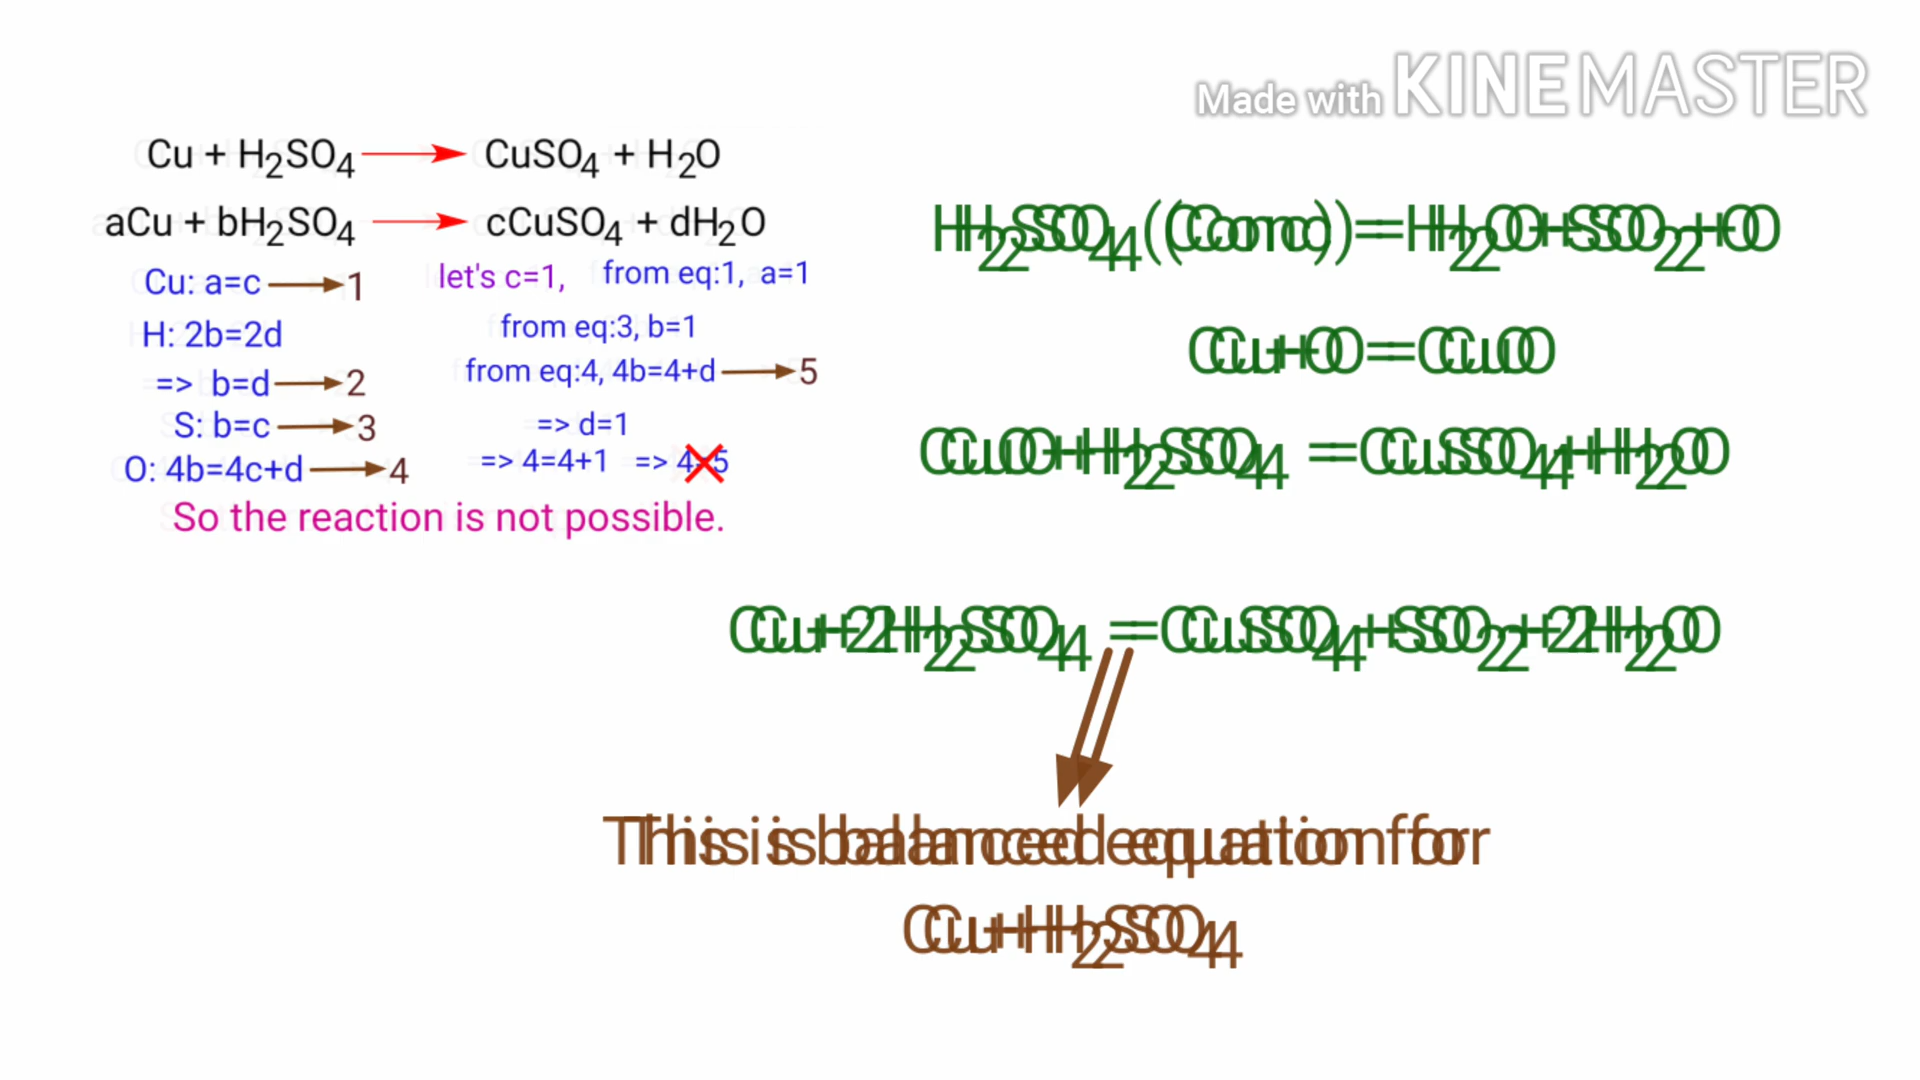 Made with KINEMASTER
Cu + H₂SO₄ → CuSO₄ + H₂O
aCu + bH₂SO₄ → cCuSO₄ + dH₂O
Cu: a=c → 1
H: 2b=2d
=> b=d → 2
S: b=c → 3
O: 4b=4c+d → 4
let's c=1, from eq:1, a=1
from eq:3, b=1
from eq:4, 4b=4+d → 5
=> d=1
=> 4=4+1 => 4=5
So the reaction is not possible.
H₂SO₄(Conc)=H₂O+SO₂+O
Cu+O=CuO
CuO+H₂SO₄ =CuSO₄+H₂O
Cu+2H₂SO₄ =CuSO₄+SO₂+2H₂O
This is balanced equation for
Cu+H₂SO₄